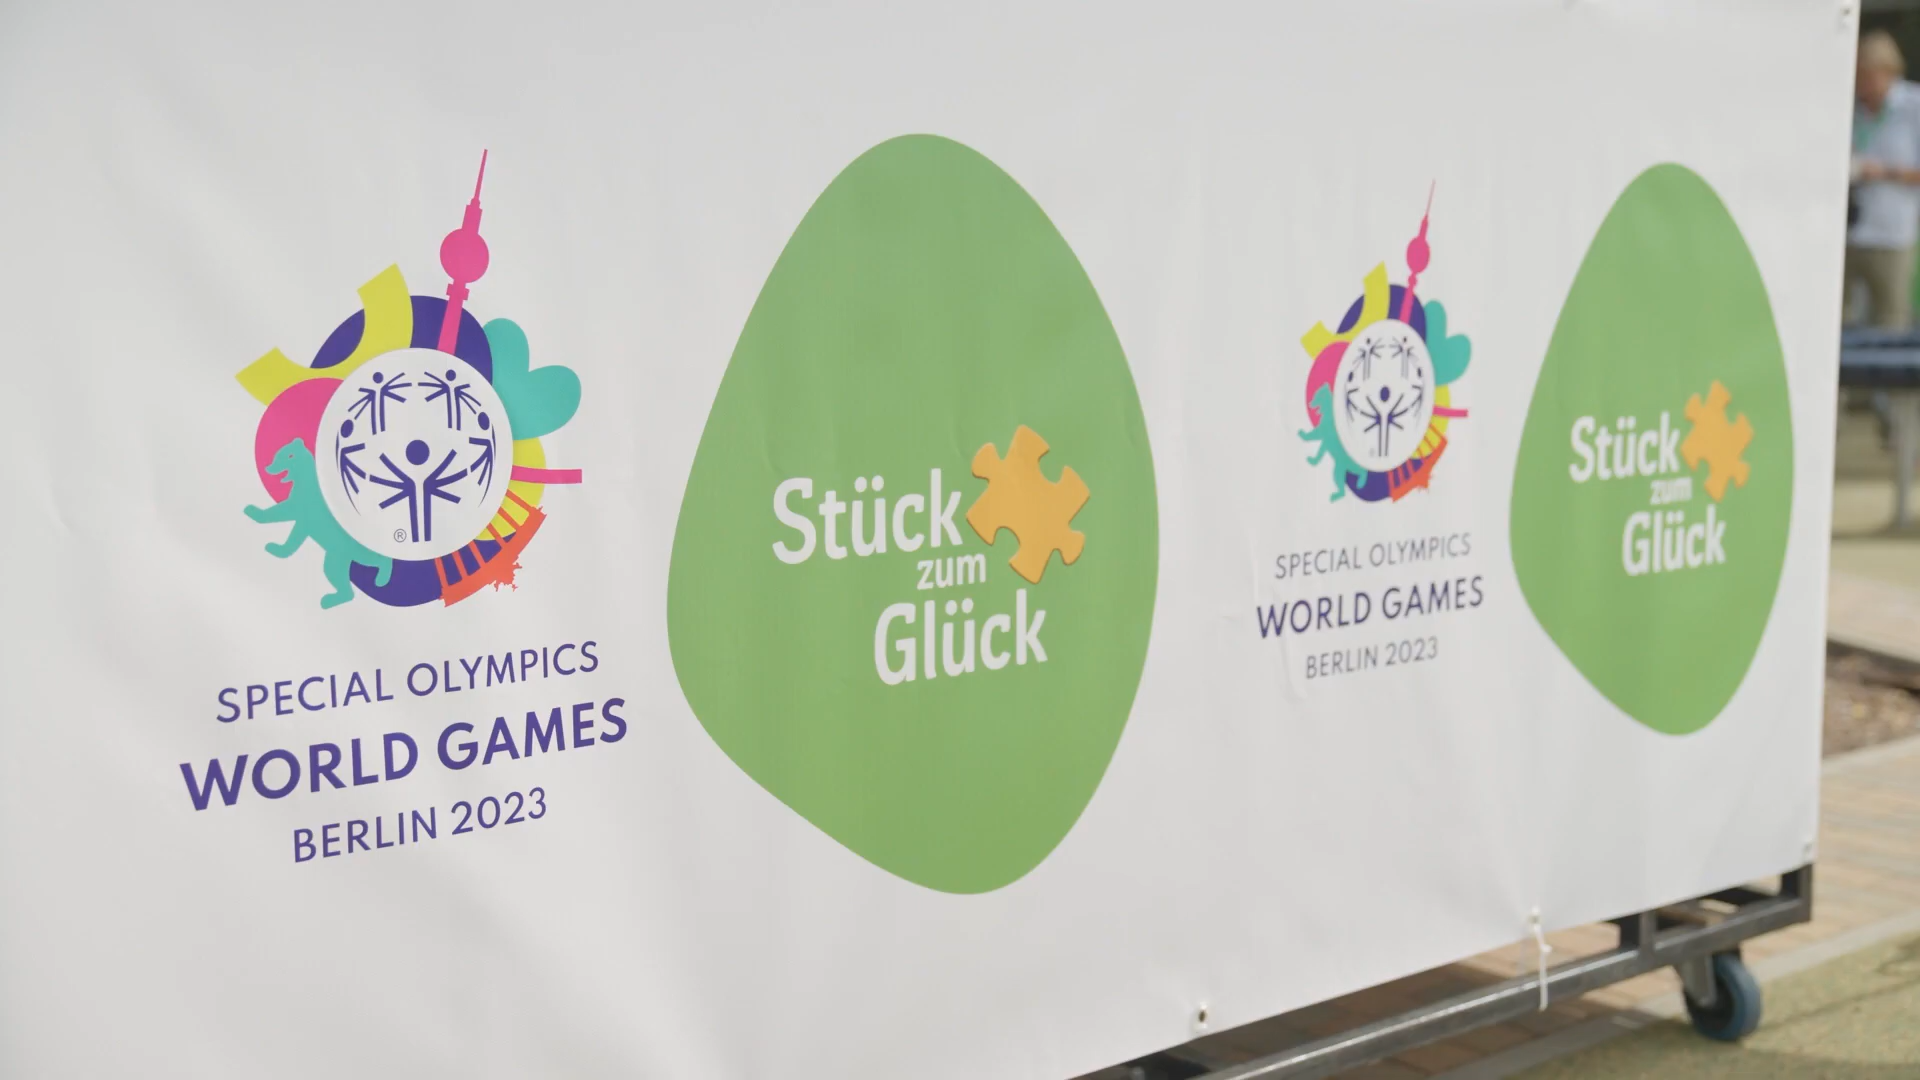 SPECIAL OLYMPICS
WORLD GAMES
BERLIN 2023
®
Stück
zum
Glück
SPECIAL OLYMPICS
WORLD GAMES
BERLIN 2023
Stück
zum
Glück